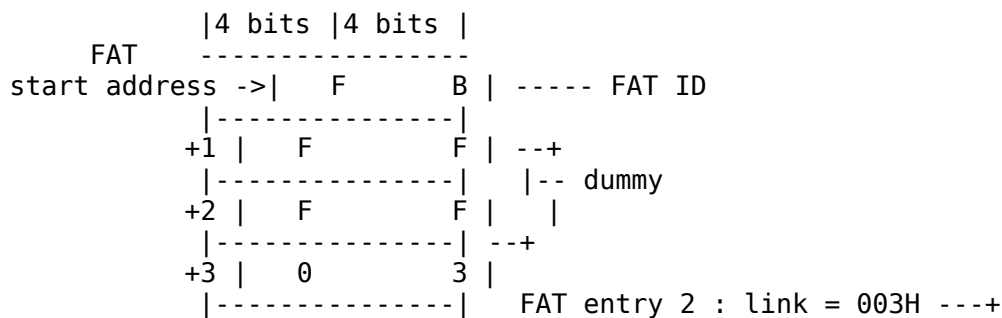 |4 bits |4 bits |
     FAT     -----------------
start address ->|   F       B | ----- FAT ID
             |---------------|
            +1 |   F         F | --+
             |---------------|   |-- dummy
            +2 |   F         F |   |
             |---------------| --+
            +3 |   0         3 |
             |---------------|   FAT entry 2 : link = 003H ---+